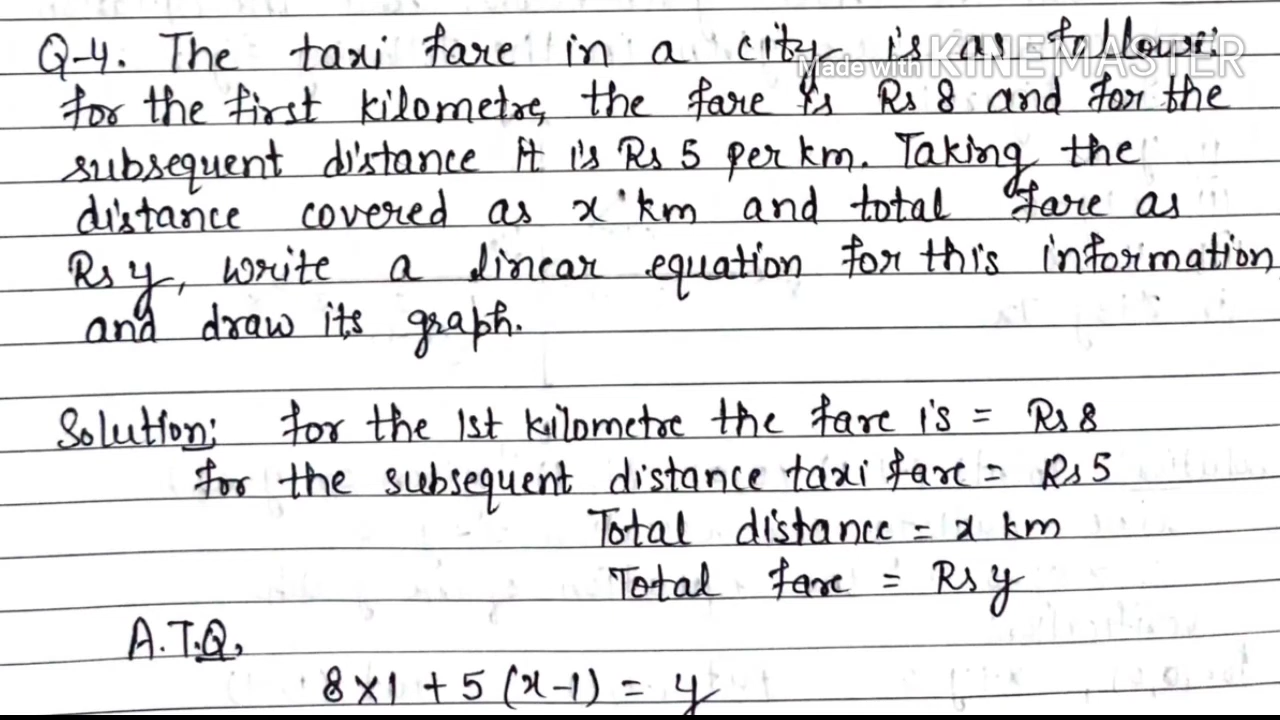 Q-4. The taxi fare in a city is as follows:
Made with KINEMASTER
for the first kilometre, the fare is Rs 8 and for the
subsequent distance it is Rs 5 per km. Taking the
distance covered as x km and total fare as
Rs y, write a linear equation for this information
and draw its graph.
Solution: for the 1st kilometre the fare is = Rs 8
for the subsequent distance taxi fare = Rs 5
Total distance = x km
Total fare = Rs y
A.T.Q,
8 × 1 + 5 (x-1) = y